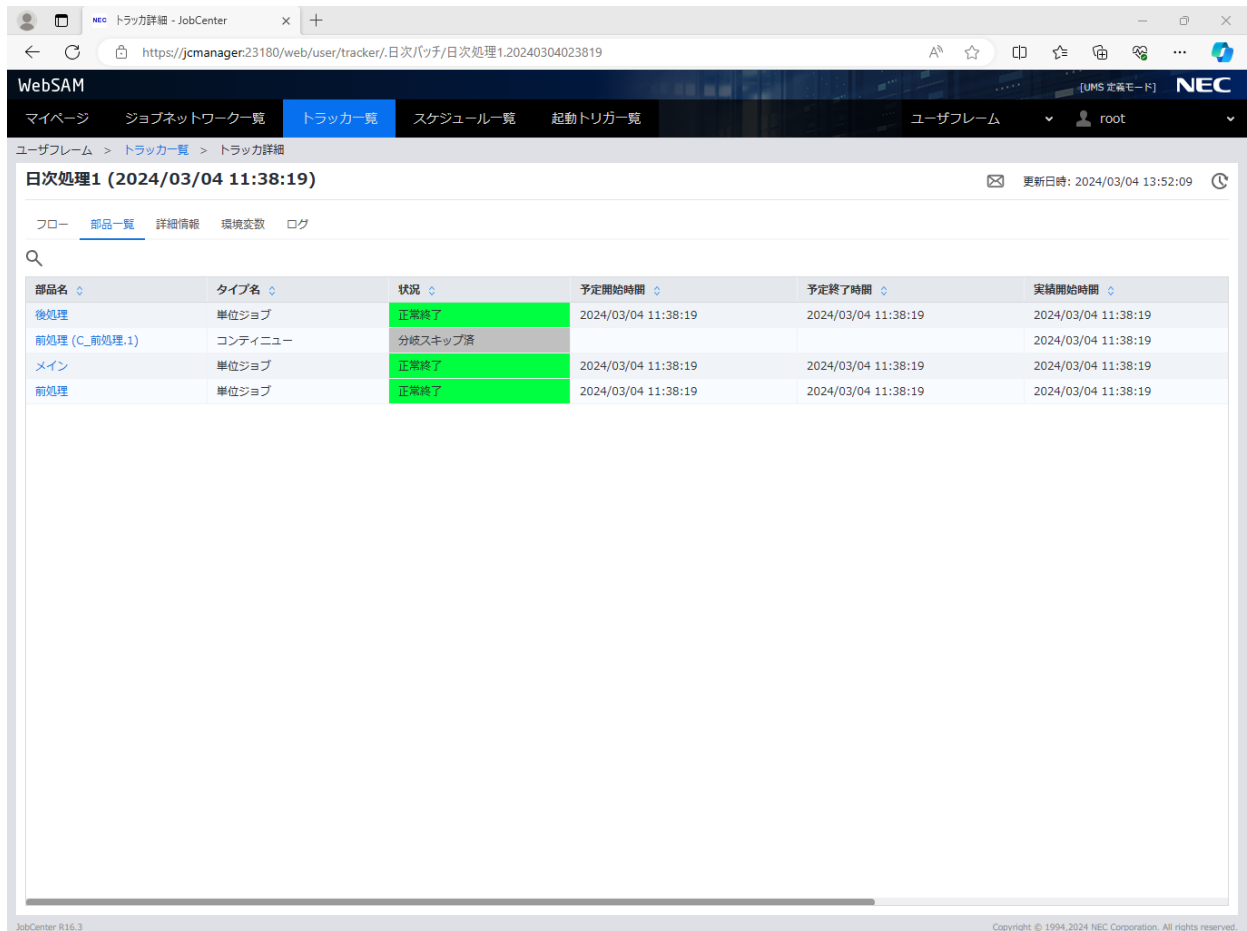 NEC トラッカ詳細 - JobCenter
https://jcmanager:23180/web/user/tracker/.日次バッチ/日次処理1.20240304023819
WebSAM
[UMS 定義モード] NEC
マイページ ジョブネットワーク一覧 トラッカ一覧 スケジュール一覧 起動トリガ一覧 ユーザフレーム root
ユーザフレーム > トラッカ一覧 > トラッカ詳細
日次処理1 (2024/03/04 11:38:19) 更新日時: 2024/03/04 13:52:09
フロー 部品一覧 詳細情報 環境変数 ログ
部品名 タイプ名 状況 予定開始時間 予定終了時間 実績開始時間
後処理 単位ジョブ 正常終了 2024/03/04 11:38:19 2024/03/04 11:38:19 2024/03/04 11:38:19
前処理 (C_前処理.1) コンティニュー 分岐スキップ済 2024/03/04 11:38:19
メイン 単位ジョブ 正常終了 2024/03/04 11:38:19 2024/03/04 11:38:19 2024/03/04 11:38:19
前処理 単位ジョブ 正常終了 2024/03/04 11:38:19 2024/03/04 11:38:19 2024/03/04 11:38:19
JobCenter R16.3 Copyright © 1994,2024 NEC Corporation. All rights reserved.